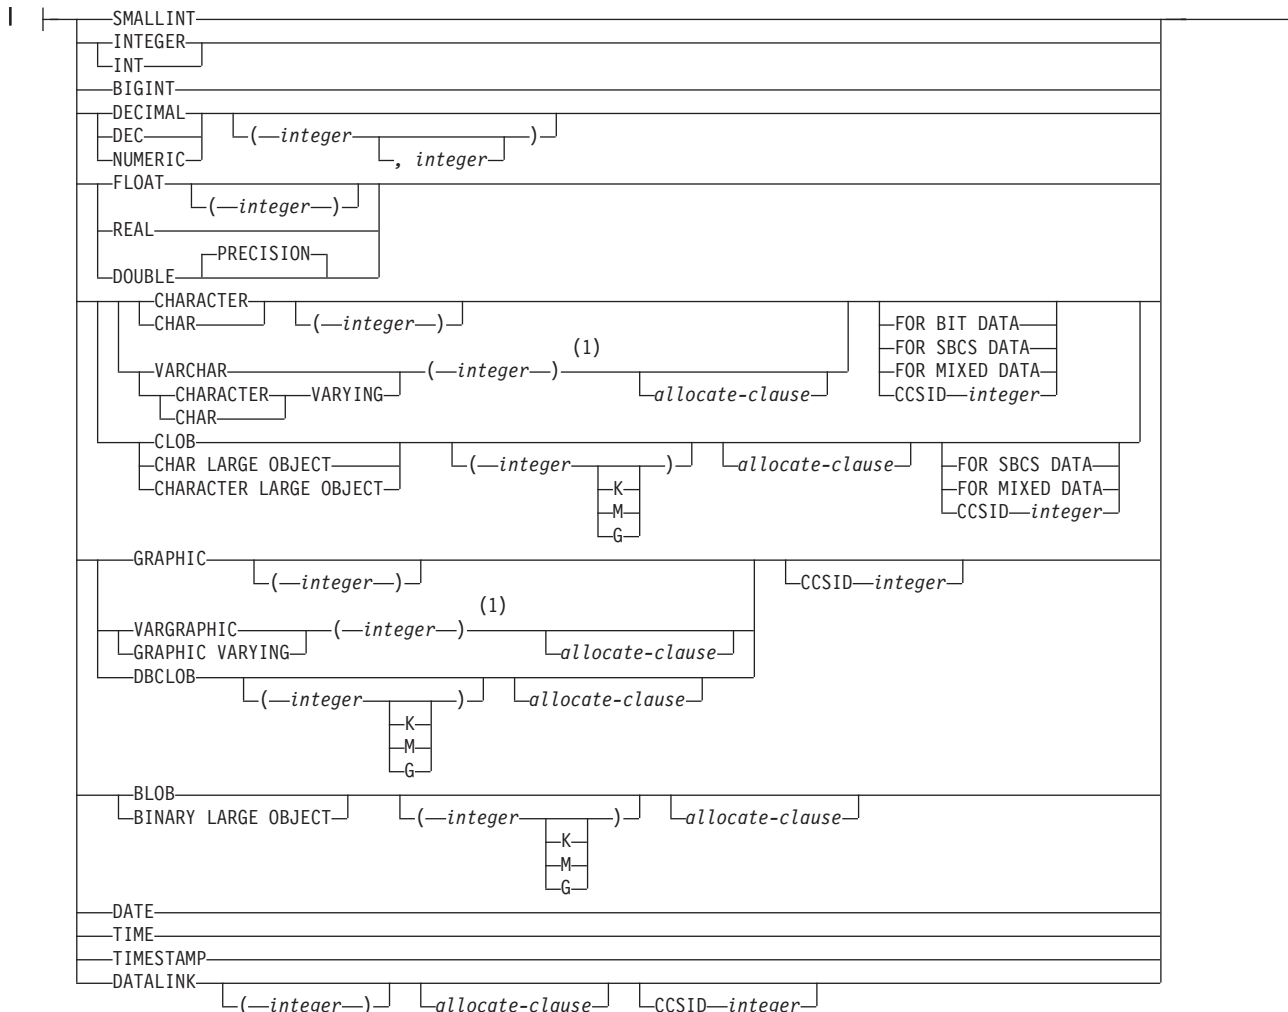 SMALLINT
INTEGER
INT
BIGINT
DECIMAL
DEC ( integer )
NUMERIC , integer
FLOAT
( integer )
REAL
PRECISION
DOUBLE
CHARACTER
CHAR ( integer ) FOR BIT DATA
(1) FOR SBCS DATA
VARCHAR ( integer ) FOR MIXED DATA
CHARACTER VARYING allocate-clause CCSID integer
CHAR
CLOB
CHAR LARGE OBJECT ( integer ) allocate-clause FOR SBCS DATA
CHARACTER LARGE OBJECT K FOR MIXED DATA
M CCSID integer
G
GRAPHIC
( integer ) CCSID integer
(1)
VARGRAPHIC ( integer )
GRAPHIC VARYING allocate-clause
DBCLOB
( integer ) allocate-clause
K
M
G
BLOB
BINARY LARGE OBJECT ( integer ) allocate-clause
K
M
G
DATE
TIME
TIMESTAMP
DATALINK
( integer ) allocate-clause CCSID integer